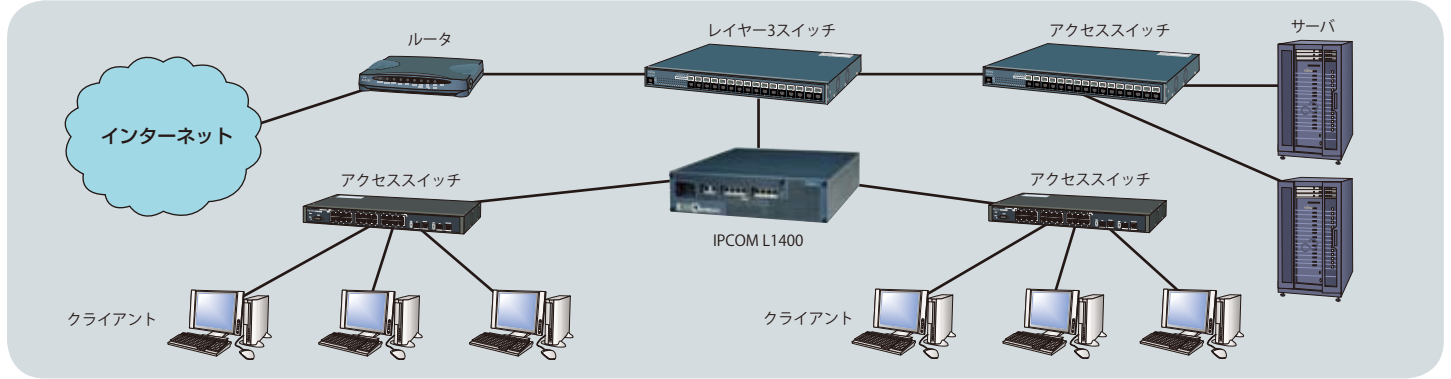 ルータ
レイヤー3スイッチ
アクセススイッチ
サーバ
インターネット
アクセススイッチ
アクセススイッチ
IPCOM L1400
クライアント
クライアント